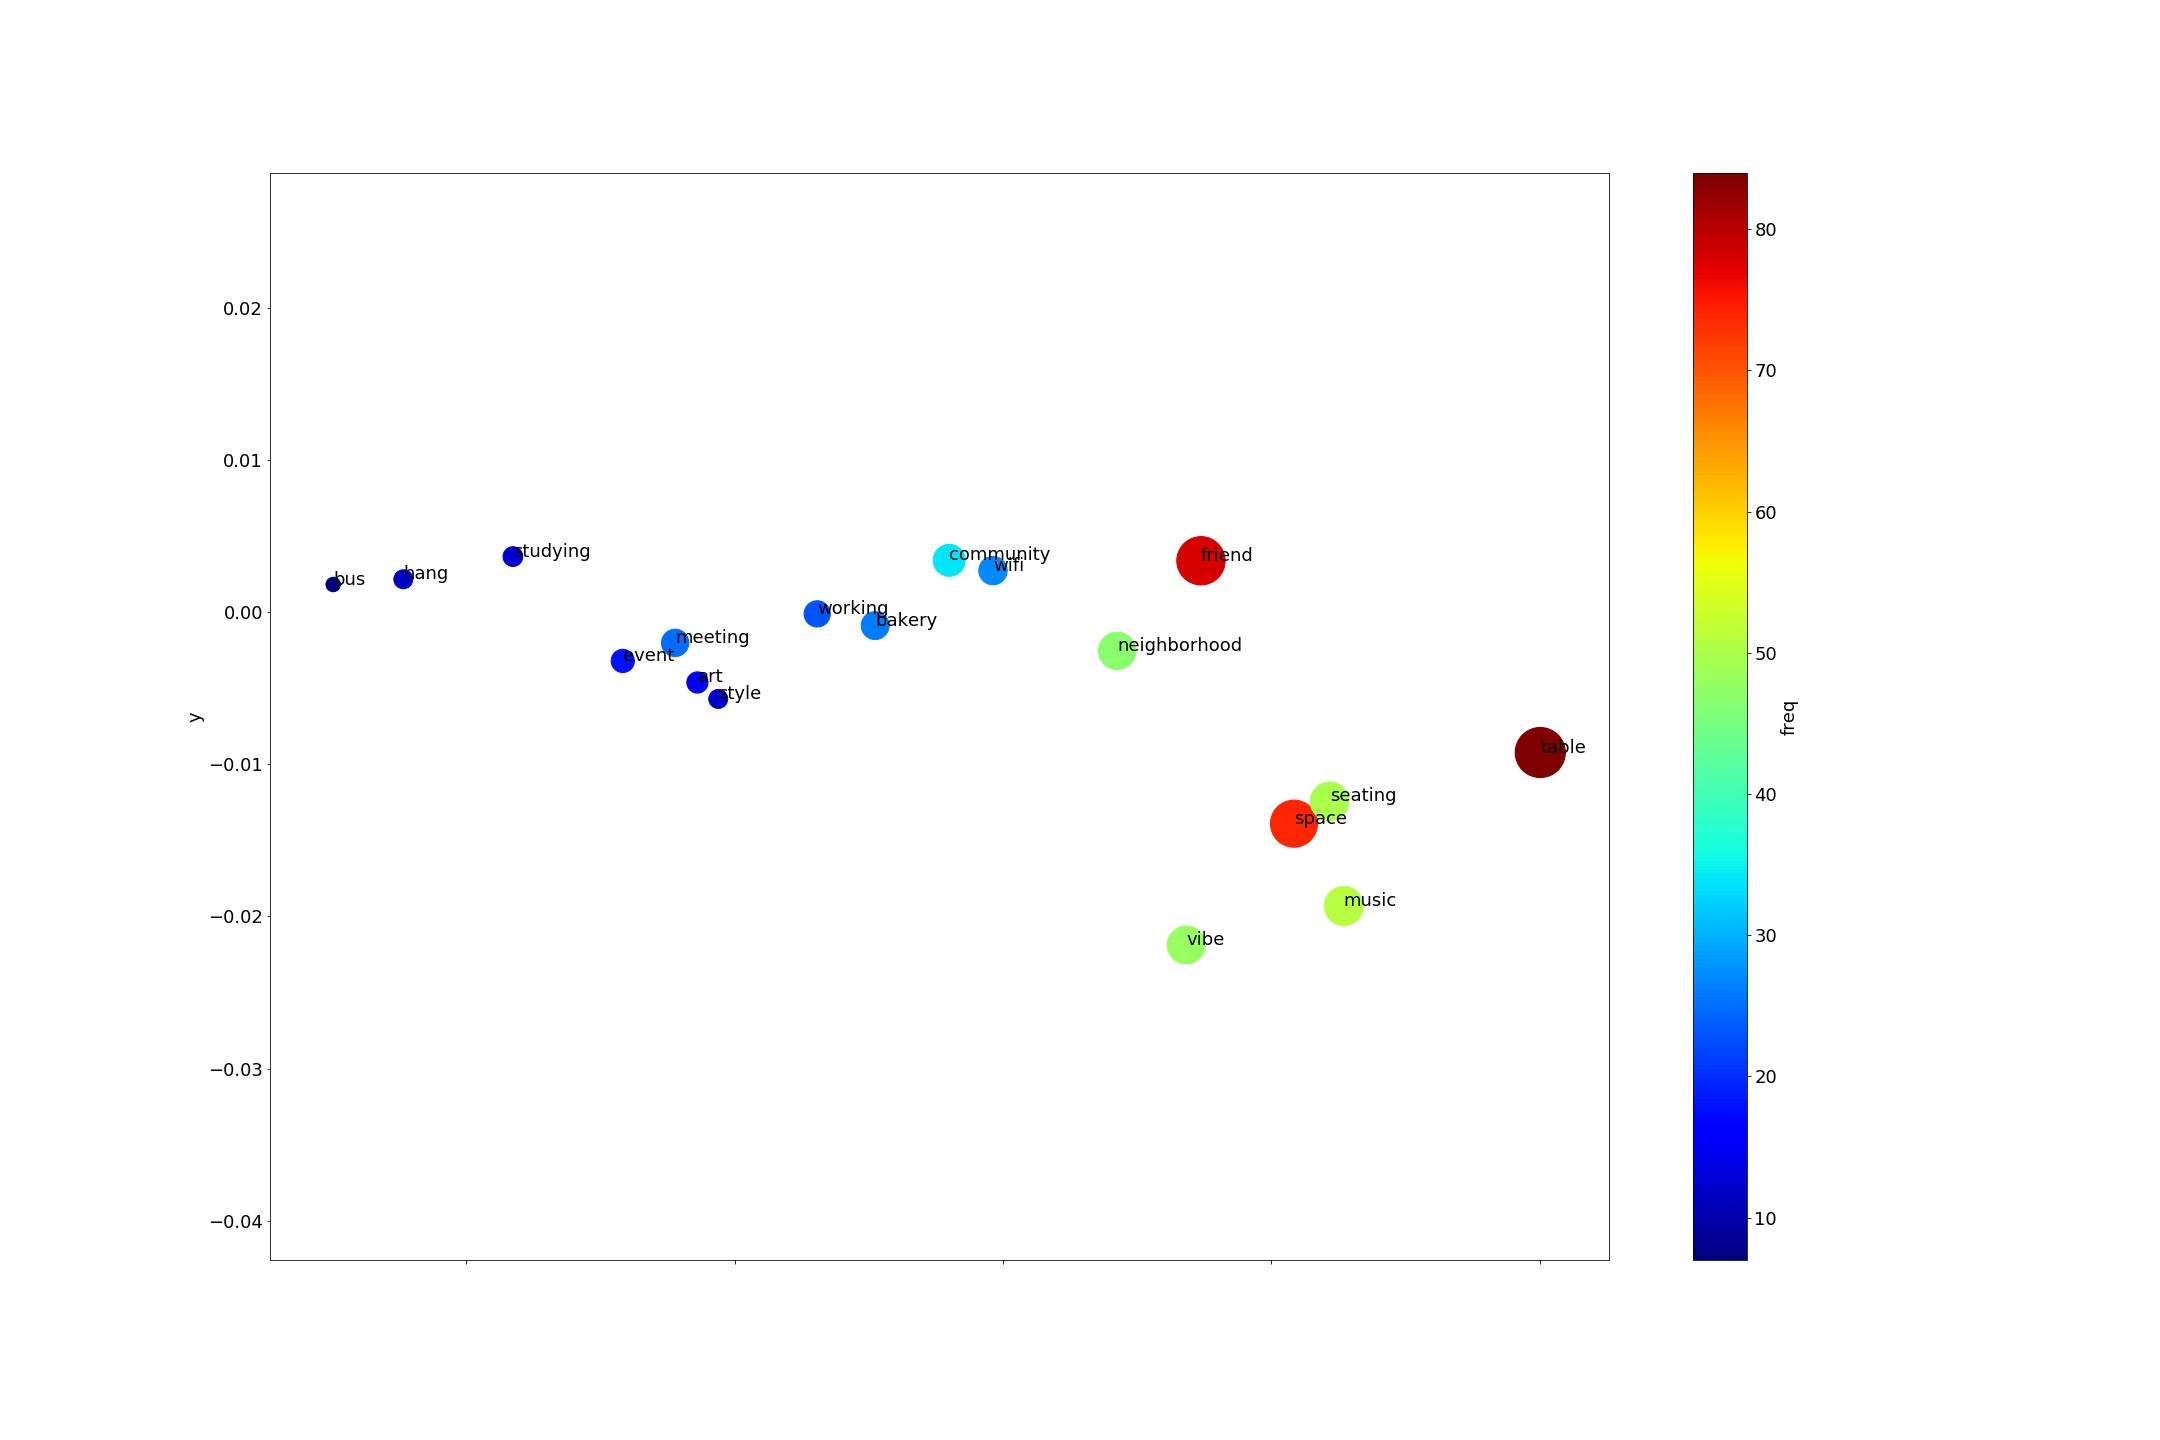 0.02
0.01
0.00
−0.01
−0.02
−0.03
−0.04
y
bus
hang
studying
event
meeting
art
style
working
bakery
community
wifi
neighborhood
friend
table
seating
space
music
vibe
80
70
60
50
40
30
20
10
freq